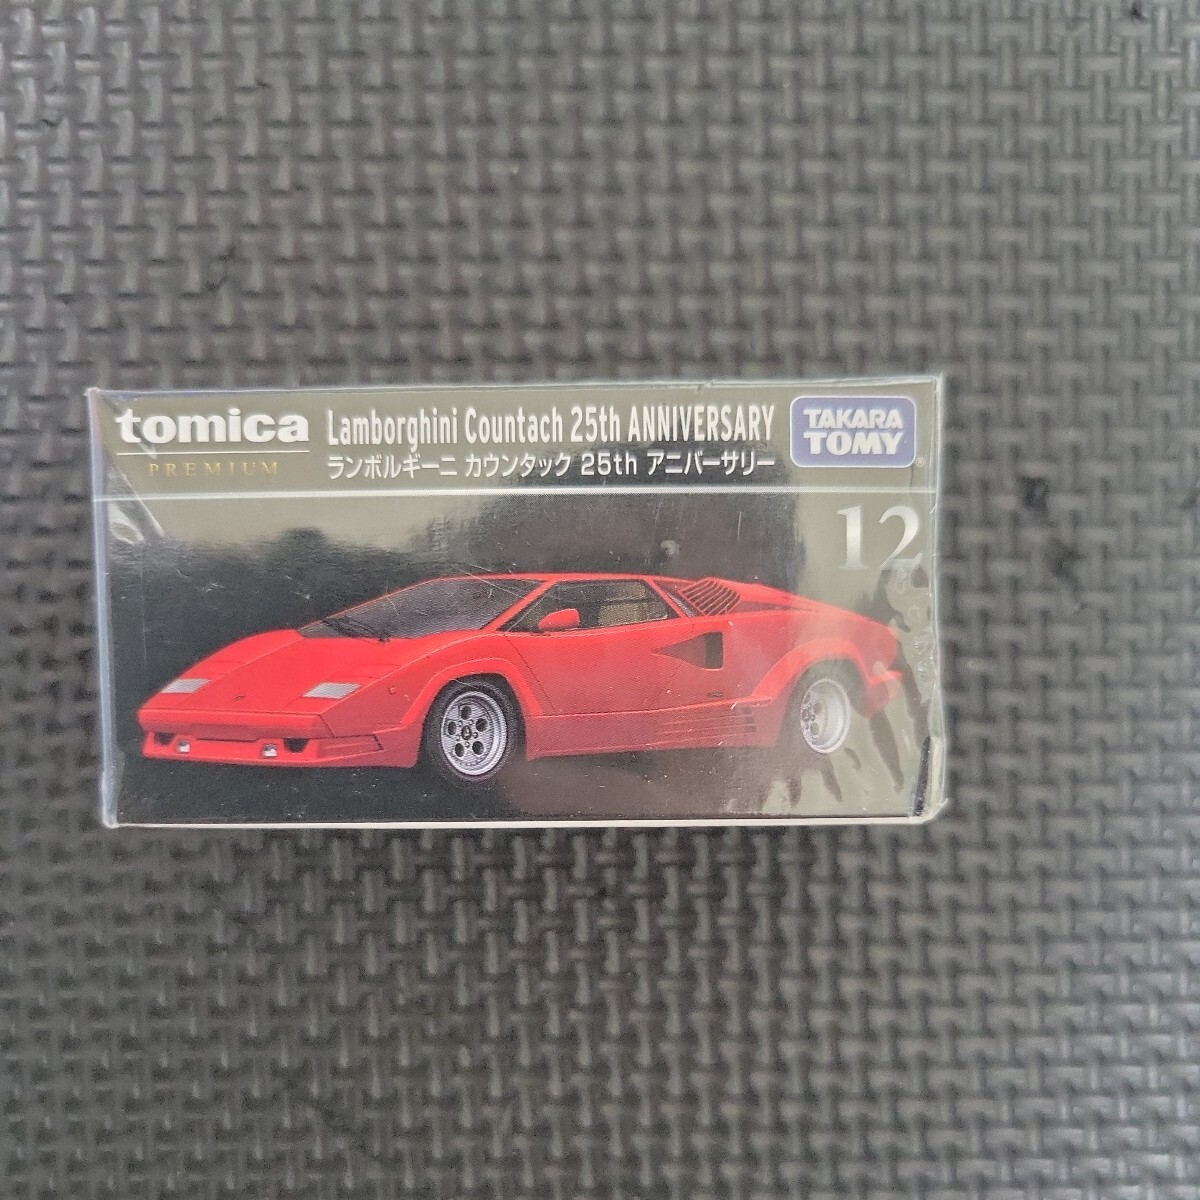 tomica
PREMIUM
Lamborghini Countach 25th ANNIVERSARY
ランボルギーニ カウンタック 25th アニバーサリー
TAKARA
TOMY®
12